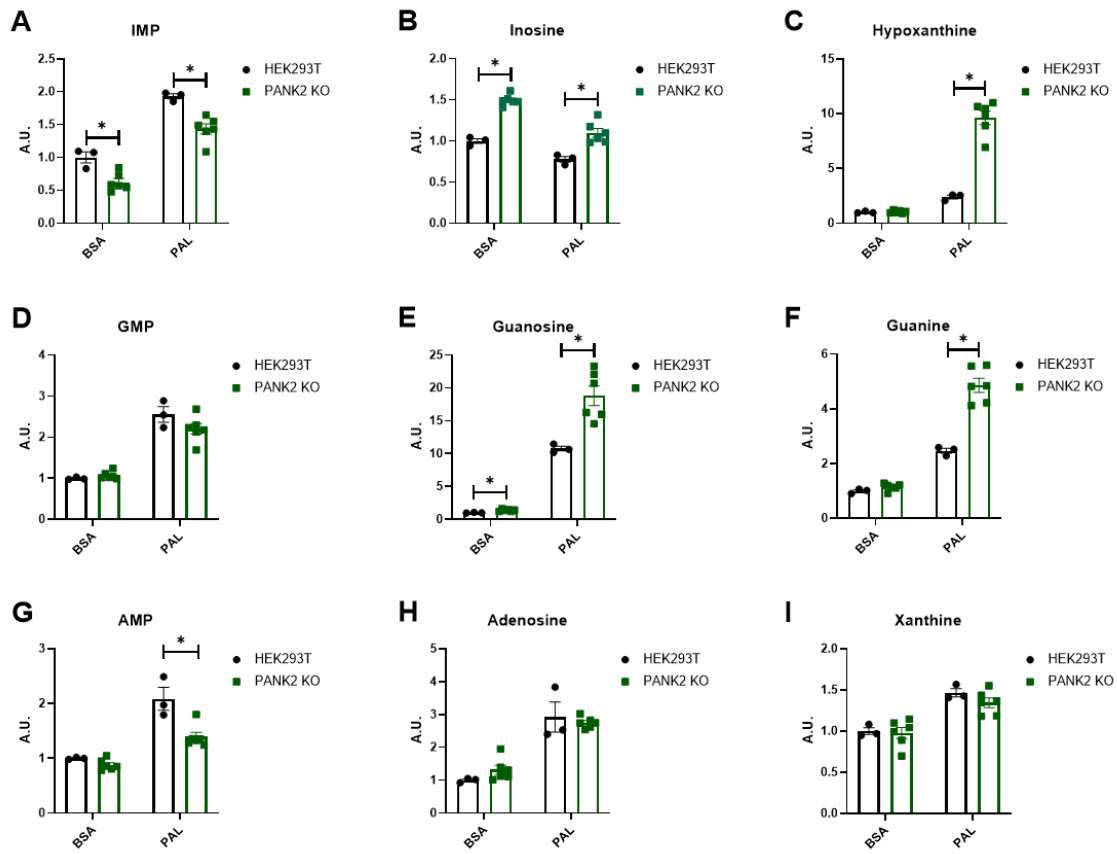 A
IMP
A.U.
2.5
2.0
1.5
1.0
0.5
0.0
*
*
BSA
PAL
HEK293T
PANK2 KO
B
Inosine
A.U.
2.0
1.5
1.0
0.5
0.0
*
*
BSA
PAL
HEK293T
PANK2 KO
C
Hypoxanthine
A.U.
15
10
5
0
*
BSA
PAL
HEK293T
PANK2 KO
D
GMP
A.U.
4
3
2
1
0
BSA
PAL
HEK293T
PANK2 KO
E
Guanosine
A.U.
25
20
15
10
5
0
*
*
BSA
PAL
HEK293T
PANK2 KO
F
Guanine
A.U.
6
4
2
0
*
BSA
PAL
HEK293T
PANK2 KO
G
AMP
A.U.
3
2
1
0
*
BSA
PAL
HEK293T
PANK2 KO
H
Adenosine
A.U.
5
4
3
2
1
0
BSA
PAL
HEK293T
PANK2 KO
I
Xanthine
A.U.
2.0
1.5
1.0
0.5
0.0
BSA
PAL
HEK293T
PANK2 KO